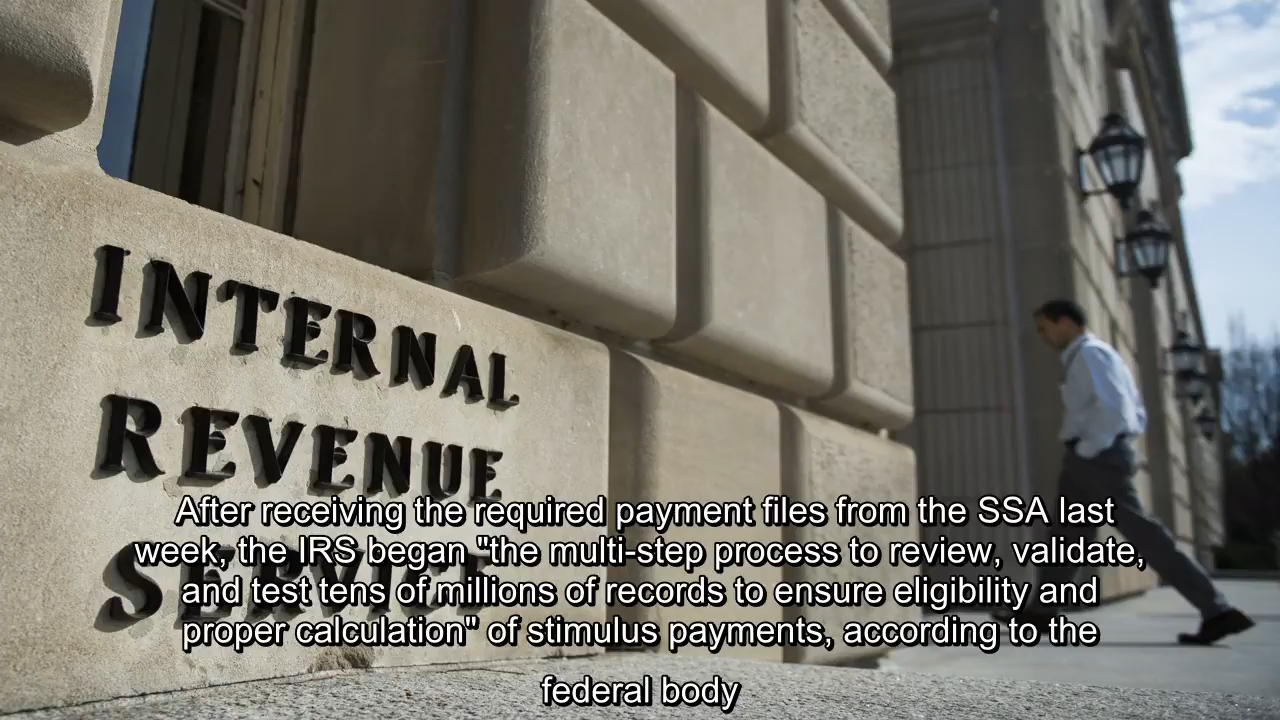 INTERNAL
REVENUE
SERVICE
After receiving the required payment files from the SSA last
week, the IRS began "the multi-step process to review, validate,
and test tens of millions of records to ensure eligibility and
proper calculation" of stimulus payments, according to the
federal body